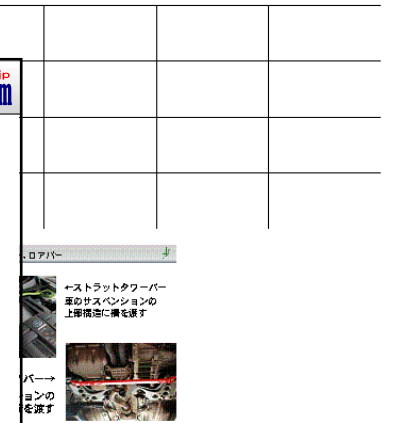 ip
m
、ロアバー
←ストラットタワーバー
車のサスペンションの
上部構造に橋を渡す
バー→
ョンの
を渡す